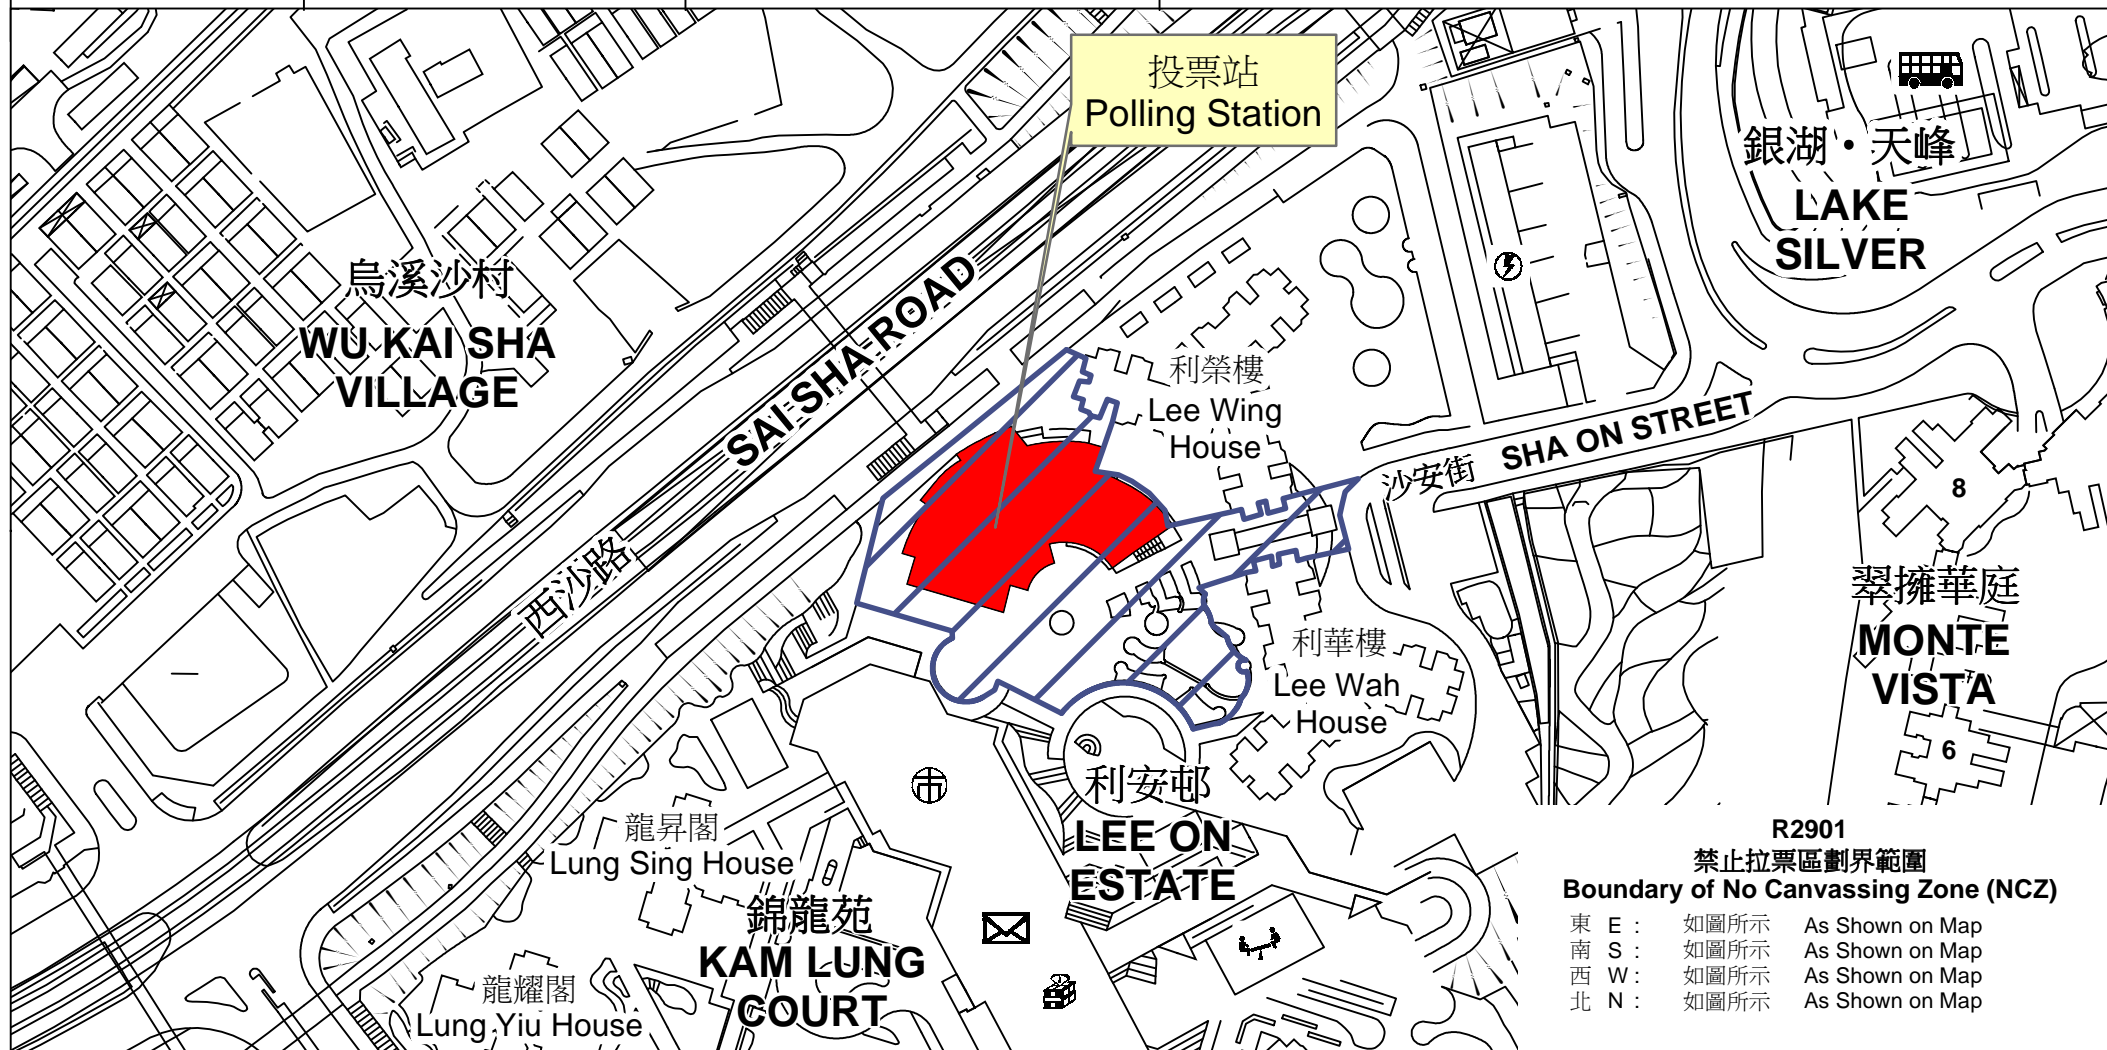 投票站
Polling Station
銀湖・天峰
LAKE
SILVER
烏溪沙村
WU KAI SHA
VILLAGE
SAI SHA ROAD
西沙路
利榮樓
Lee Wing
House
沙安街 SHA ON STREET
8
翠擁華庭
MONTE
VISTA
6
利華樓
Lee Wah
House
市
利安邨
LEE ON
ESTATE
龍昇閣
Lung Sing House
錦龍苑
KAM LUNG
COURT
龍耀閣
Lung Yiu House
R2901
禁止拉票區劃界範圍
Boundary of No Canvassing Zone (NCZ)
東 E : 如圖所示 As Shown on Map
南 S : 如圖所示 As Shown on Map
西 W : 如圖所示 As Shown on Map
北 N : 如圖所示 As Shown on Map